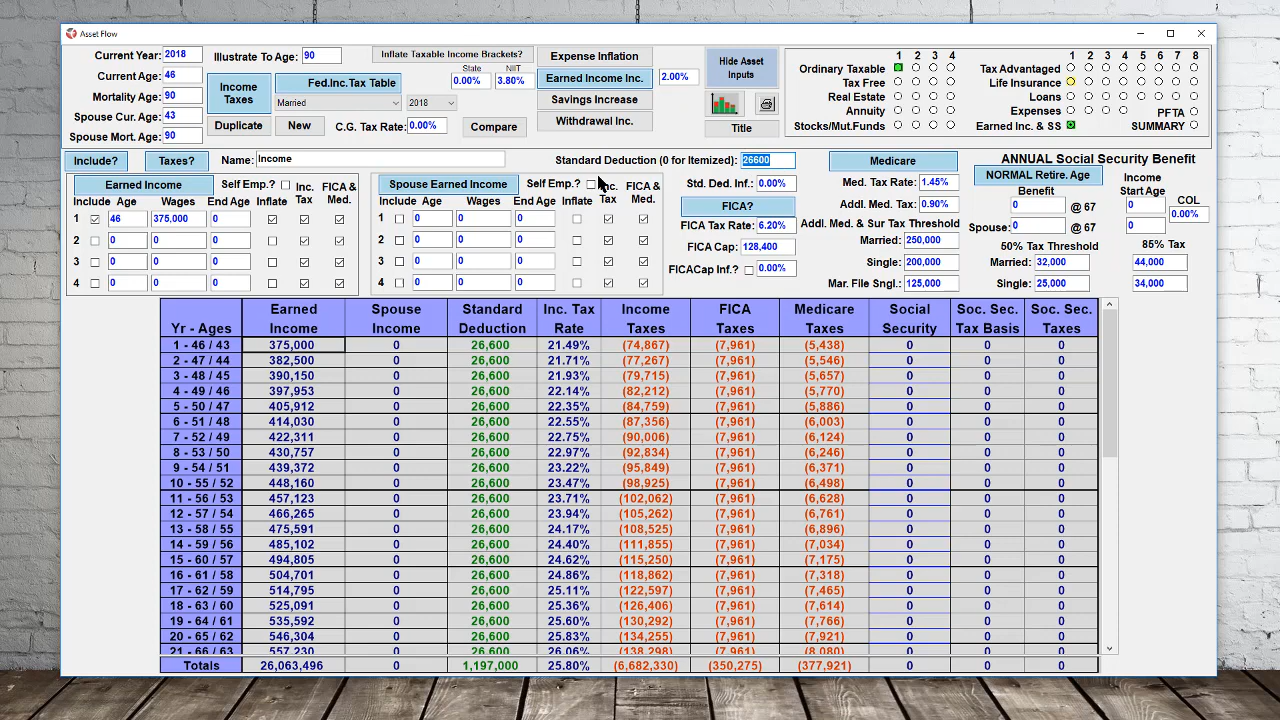 Asset Flow
Current Year: 2018 Illustrate To Age: 90
Current Age: 46
Mortality Age: 90
Spouse Cur. Age: 43
Spouse Mort. Age: 90
Income Taxes
Duplicate New
Inflate Taxable Income Brackets?
State NIIT
Fed.Inc.Tax Table 0.00% 3.80%
Married 2018
C.G. Tax Rate: 0.00% Compare
Expense Inflation
Earned Income Inc. 2.00%
Savings Increase
Withdrawal Inc.
Hide Asset Inputs
Title
1 2 3 4
Ordinary Taxable
Tax Free
Real Estate
Annuity
Stocks/Mut.Funds
1 2 3 4 5 6 7 8
Tax Advantaged
Life Insurance
Loans
Expenses PFTA
Earned Inc. & SS SUMMARY
Include? Taxes? Name: Income
Earned Income Self Emp.? Inc. FICA &
Include Age Wages End Age Inflate Tax Med.
1 46 375,000 0
2 0 0 0
3 0 0 0
4 0 0 0
Spouse Earned Income Self Emp.? Inc. FICA &
Include Age Wages End Age Inflate Tax Med.
1 0 0 0
2 0 0 0
3 0 0 0
4 0 0 0
Standard Deduction (0 for Itemized): 26600
Std. Ded. Inf.: 0.00%
FICA?
FICA Tax Rate: 6.20%
FICA Cap: 128,400
FICACap Inf.? 0.00%
Medicare
Med. Tax Rate: 1.45%
Addl. Med. Tax: 0.90%
Addl. Med. & Sur Tax Threshold
Married: 250,000
Single: 200,000
Mar. File Sngl.: 125,000
ANNUAL Social Security Benefit
NORMAL Retire. Age Income
Benefit Start Age COL
0 @ 67 0 0.00%
Spouse: 0 @ 67 0
50% Tax Threshold 85% Tax
Married: 32,000 44,000
Single: 25,000 34,000
Earned Spouse Standard Inc. Tax Income FICA Medicare Social Soc. Sec. Soc. Sec.
Yr - Ages Income Income Deduction Rate Taxes Taxes Taxes Security Tax Basis Taxes
1 - 46 / 43 375,000 0 26,600 21.49% (74,867) (7,961) (5,438) 0 0 0
2 - 47 / 44 382,500 0 26,600 21.71% (77,267) (7,961) (5,546) 0 0 0
3 - 48 / 45 390,150 0 26,600 21.93% (79,715) (7,961) (5,657) 0 0 0
4 - 49 / 46 397,953 0 26,600 22.14% (82,212) (7,961) (5,770) 0 0 0
5 - 50 / 47 405,912 0 26,600 22.35% (84,759) (7,961) (5,886) 0 0 0
6 - 51 / 48 414,030 0 26,600 22.55% (87,356) (7,961) (6,003) 0 0 0
7 - 52 / 49 422,311 0 26,600 22.75% (90,006) (7,961) (6,124) 0 0 0
8 - 53 / 50 430,757 0 26,600 22.97% (92,834) (7,961) (6,246) 0 0 0
9 - 54 / 51 439,372 0 26,600 23.22% (95,849) (7,961) (6,371) 0 0 0
10 - 55 / 52 448,160 0 26,600 23.47% (98,925) (7,961) (6,498) 0 0 0
11 - 56 / 53 457,123 0 26,600 23.71% (102,062) (7,961) (6,628) 0 0 0
12 - 57 / 54 466,265 0 26,600 23.94% (105,262) (7,961) (6,761) 0 0 0
13 - 58 / 55 475,591 0 26,600 24.17% (108,525) (7,961) (6,896) 0 0 0
14 - 59 / 56 485,102 0 26,600 24.40% (111,855) (7,961) (7,034) 0 0 0
15 - 60 / 57 494,805 0 26,600 24.62% (115,250) (7,961) (7,175) 0 0 0
16 - 61 / 58 504,701 0 26,600 24.86% (118,862) (7,961) (7,318) 0 0 0
17 - 62 / 59 514,795 0 26,600 25.11% (122,597) (7,961) (7,465) 0 0 0
18 - 63 / 60 525,091 0 26,600 25.36% (126,406) (7,961) (7,614) 0 0 0
19 - 64 / 61 535,592 0 26,600 25.60% (130,292) (7,961) (7,766) 0 0 0
20 - 65 / 62 546,304 0 26,600 25.83% (134,255) (7,961) (7,921) 0 0 0
21 - 66 / 63 557,230 0 26,600 26.06% (138,298) (7,961) (8,080) 0 0 0
Totals 26,063,496 0 1,197,000 25.80% (6,682,330) (350,275) (377,921) 0 0 0